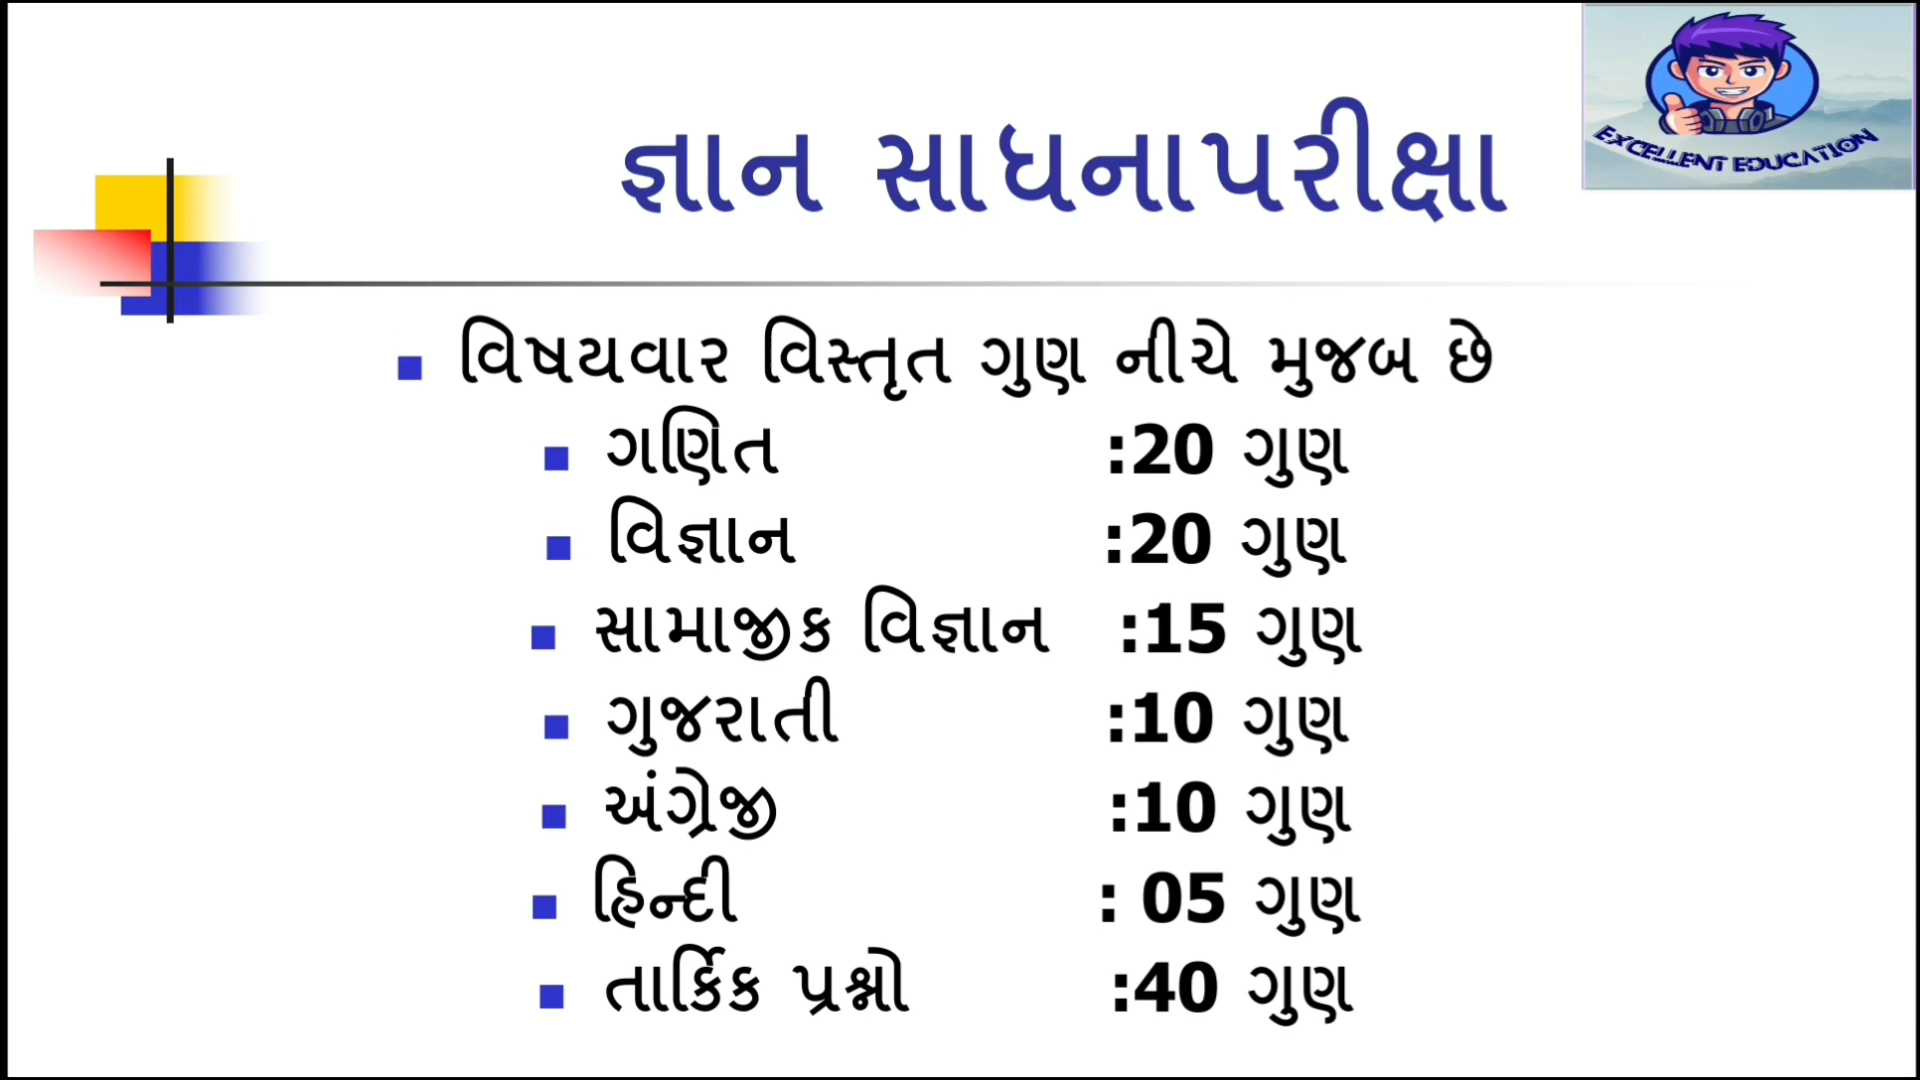 EXCELLENT EDUCATION
જ્ઞાન સાધનાપરીક્ષા
વિષયવાર વિસ્તૃત ગુણ નીચે મુજબ છે
ગણિત :20 ગુણ
વિજ્ઞાન :20 ગુણ
સામાજીક વિજ્ઞાન :15 ગુણ
ગુજરાતી :10 ગુણ
અંગ્રેજી :10 ગુણ
હિન્દી : 05 ગુણ
તાર્કિક પ્રશ્નો :40 ગુણ